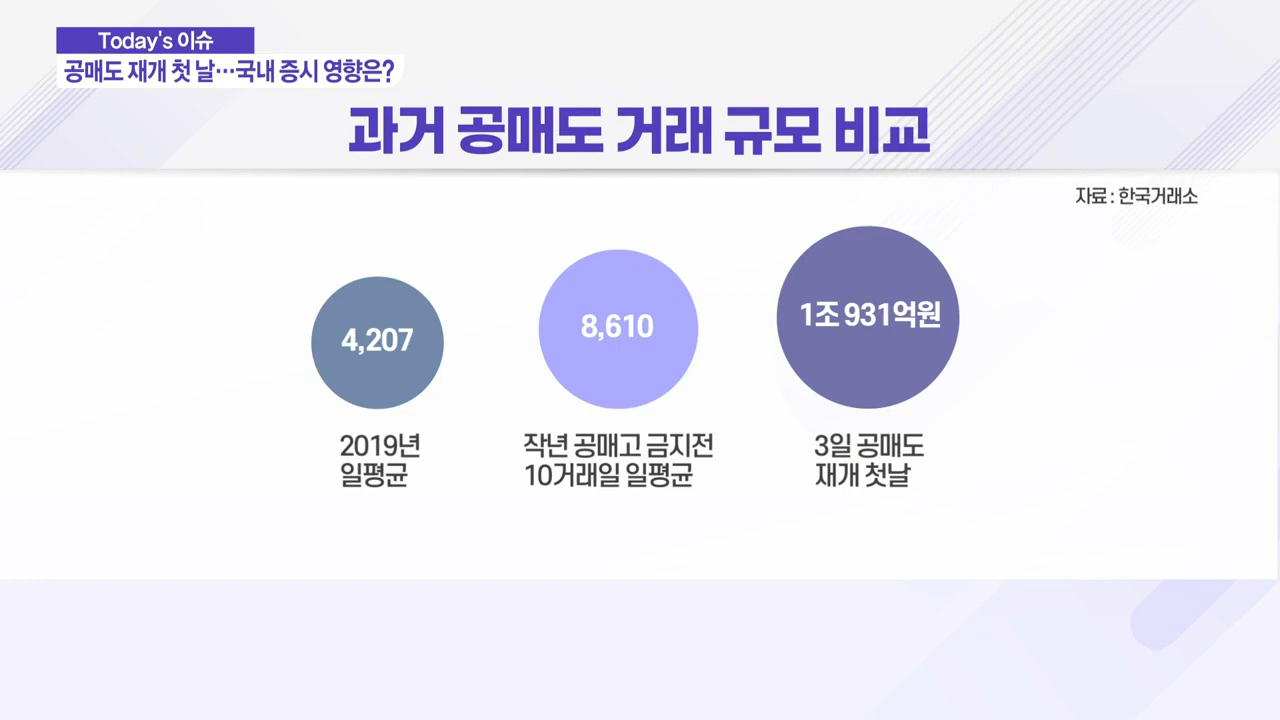 Today's 이슈
공매도 재개 첫 날…국내 증시 영향은?
과거 공매도 거래 규모 비교
자료 : 한국거래소
4,207
8,610
1조 931억원
2019년
일평균
작년 공매고 금지전
10거래일 일평균
3일 공매도
재개 첫날